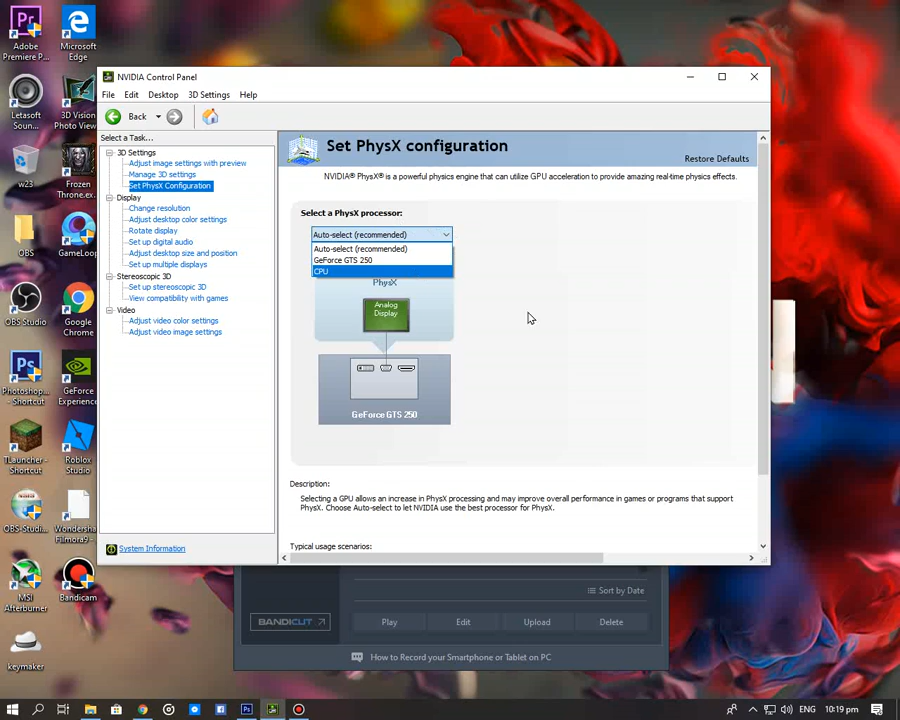 Adobe Premiere P...
Microsoft Edge
Letasoft Soun...
3D Vision Photo View...
w23
Frozen Throne.ex...
OBS
GameLoop
OBS Studio
Google Chrome
Photoshop... - Shortcut
GeForce Experience
TLauncher - Shortcut
Roblox Studio
OBS-Studi...
Wondersha... Filmora9 -...
MSI Afterburner
Bandicam
keymaker
NVIDIA Control Panel
File Edit Desktop 3D Settings Help
Back
Select a Task...
3D Settings
Adjust image settings with preview
Manage 3D settings
Set PhysX Configuration
Display
Change resolution
Adjust desktop color settings
Rotate display
Set up digital audio
Adjust desktop size and position
Set up multiple displays
Stereoscopic 3D
Set up stereoscopic 3D
View compatibility with games
Video
Adjust video color settings
Adjust video image settings
System Information
Set PhysX configuration
Restore Defaults
NVIDIA® PhysX® is a powerful physics engine that can utilize GPU acceleration to provide amazing real-time physics effects.
Select a PhysX processor:
Auto-select (recommended)
Auto-select (recommended)
GeForce GTS 250
CPU
PhysX
Analog
Display
GeForce GTS 250
Description:
Selecting a GPU allows an increase in PhysX processing and may improve overall performance in games or programs that support
PhysX. Choose Auto-select to let NVIDIA use the best processor for PhysX.
Typical usage scenarios:
Sort by Date
BANDICUT
Play Edit Upload Delete
How to Record your Smartphone or Tablet on PC
Pr
Ps
ENG 10:19 pm